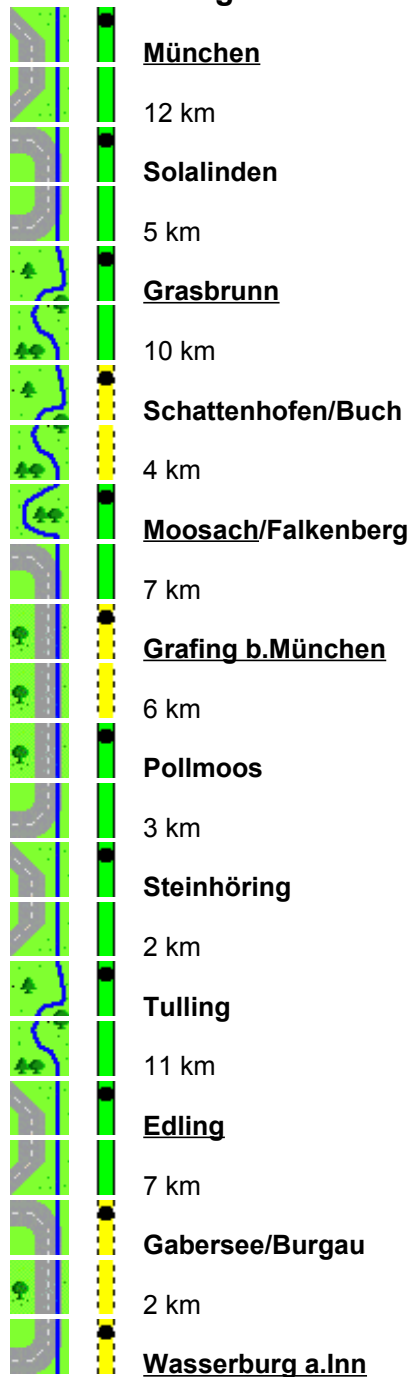 München
12 km
Solalinden
5 km
Grasbrunn
10 km
Schattenhofen/Buch
4 km
Moosach/Falkenberg
7 km
Grafing b.München
6 km
Pollmoos
3 km
Steinhöring
2 km
Tulling
11 km
Edling
7 km
Gabersee/Burgau
2 km
Wasserburg a.Inn